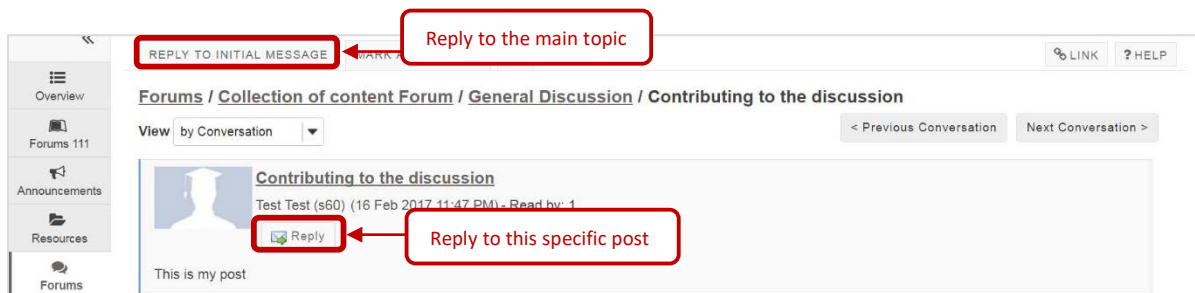 Reply to the main topic
REPLY TO INITIAL MESSAGE
LINK
? HELP
Overview
Forums / Collection of content Forum / General Discussion / Contributing to the discussion
View by Conversation
< Previous Conversation
Next Conversation >
Forums 111
Contributing to the discussion
Announcements
Test Test (s60) (16 Feb 2017 11:47 PM) - Read by: 1
Reply
Reply to this specific post
Resources
This is my post
Forums